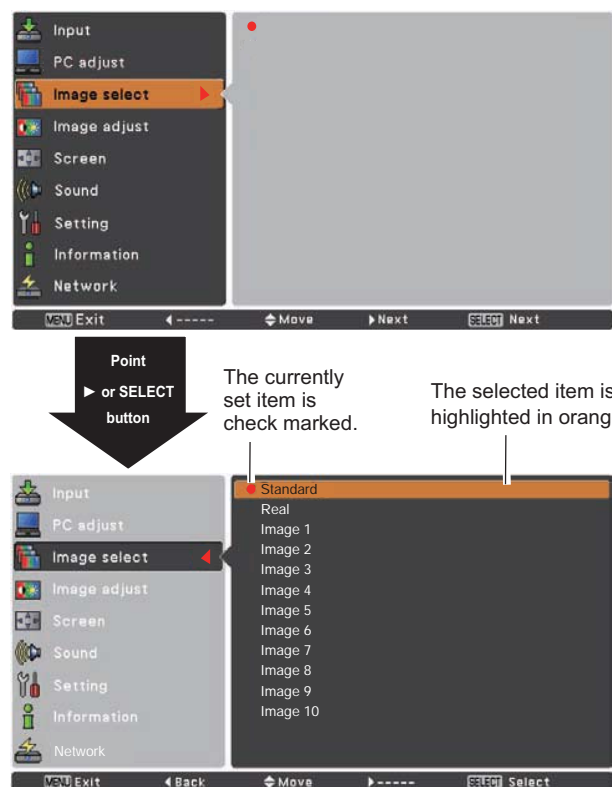 Input
PC adjust
Image select
Image adjust
Screen
Sound
Setting
Information
Network
MENU Exit ◀----- Move ▶Next SELECT Next
Point
► or SELECT
button
The currently
set item is
check marked.
The selected item is
highlighted in orang
Input
PC adjust
Image select
Image adjust
Screen
Sound
Setting
Information
Network
Standard
Real
Image 1
Image 2
Image 3
Image 4
Image 5
Image 6
Image 7
Image 8
Image 9
Image 10
MENU Exit ◀Back Move ▶----- SELECT Select